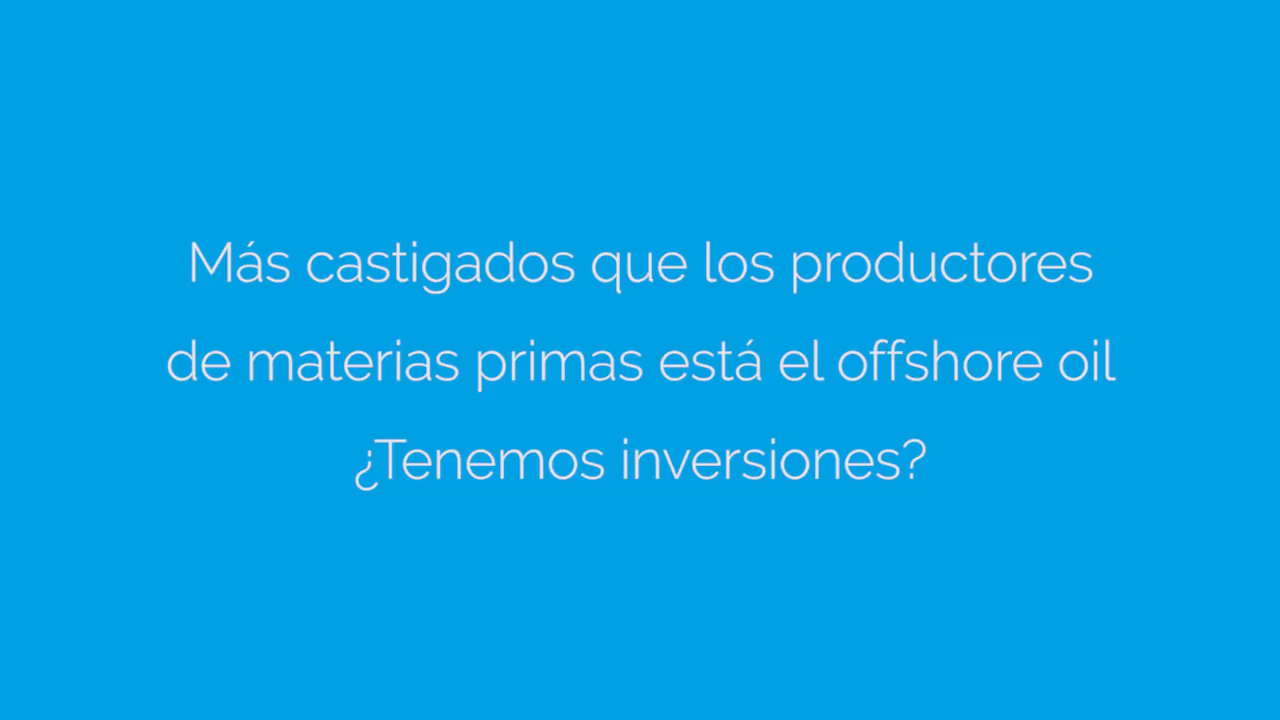 Más castigados que los productores
de materias primas está el offshore oil
¿Tenemos inversiones?